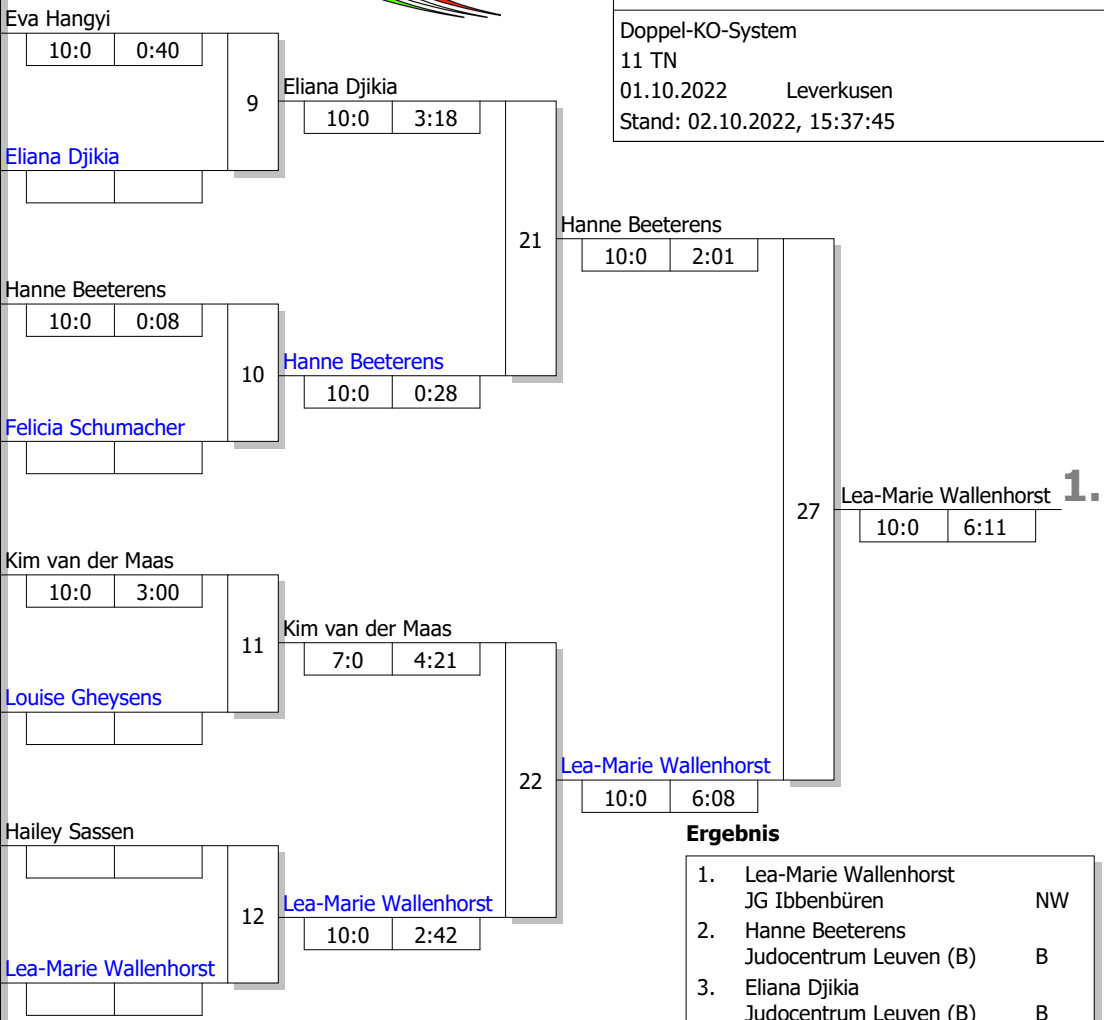 Doppel-KO-System
11 TN
01.10.2022 Leverkusen
Stand: 02.10.2022, 15:37:45
Eva Hangyi
10:0 0:40
9
Eliana Djikia
Eliana Djikia
10:0 3:18
21
Hanne Beeterens
10:0 0:08
10
Felicia Schumacher
Hanne Beeterens
10:0 0:28
Hanne Beeterens
10:0 2:01
27
Kim van der Maas
10:0 3:00
11
Louise Gheysens
Kim van der Maas
7:0 4:21
22
Hailey Sassen
12
Lea-Marie Wallenhorst
Lea-Marie Wallenhorst
10:0 2:42
Lea-Marie Wallenhorst
10:0 6:08
Lea-Marie Wallenhorst 1.
10:0 6:11
Ergebnis
1. Lea-Marie Wallenhorst
JG Ibbenbüren NW
2. Hanne Beeterens
Judocentrum Leuven (B) B
3. Eliana Djikia
Judocentrum Leuven (B) B